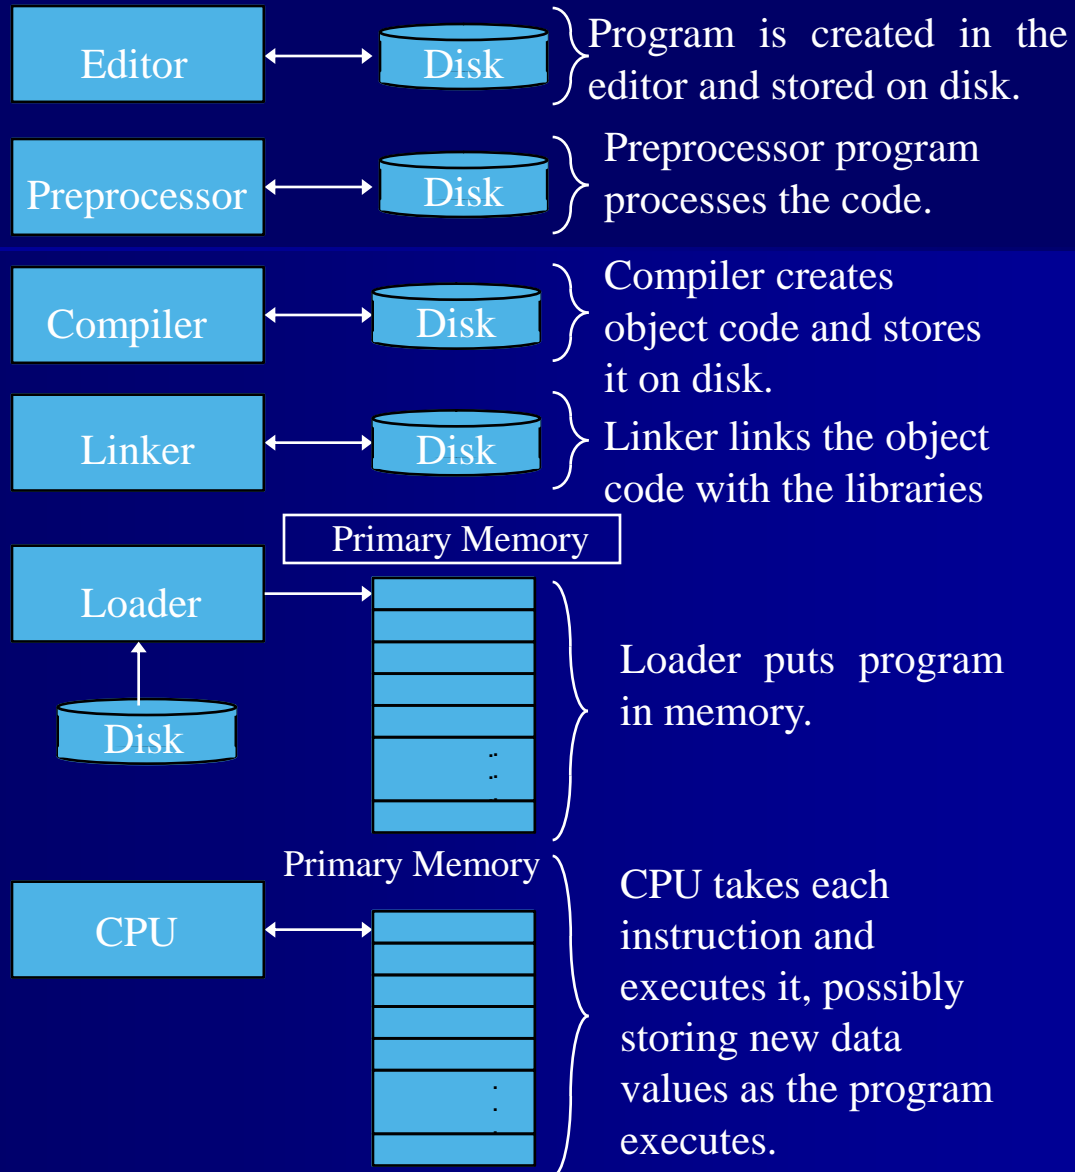 Editor
Disk
Program is created in the
editor and stored on disk.
Preprocessor
Disk
Preprocessor program
processes the code.
Compiler
Disk
Compiler creates
object code and stores
it on disk.
Linker
Disk
Linker links the object
code with the libraries
Primary Memory
Loader
Disk
Loader puts program
in memory.
Primary Memory
CPU
CPU takes each
instruction and
executes it, possibly
storing new data
values as the program
executes.